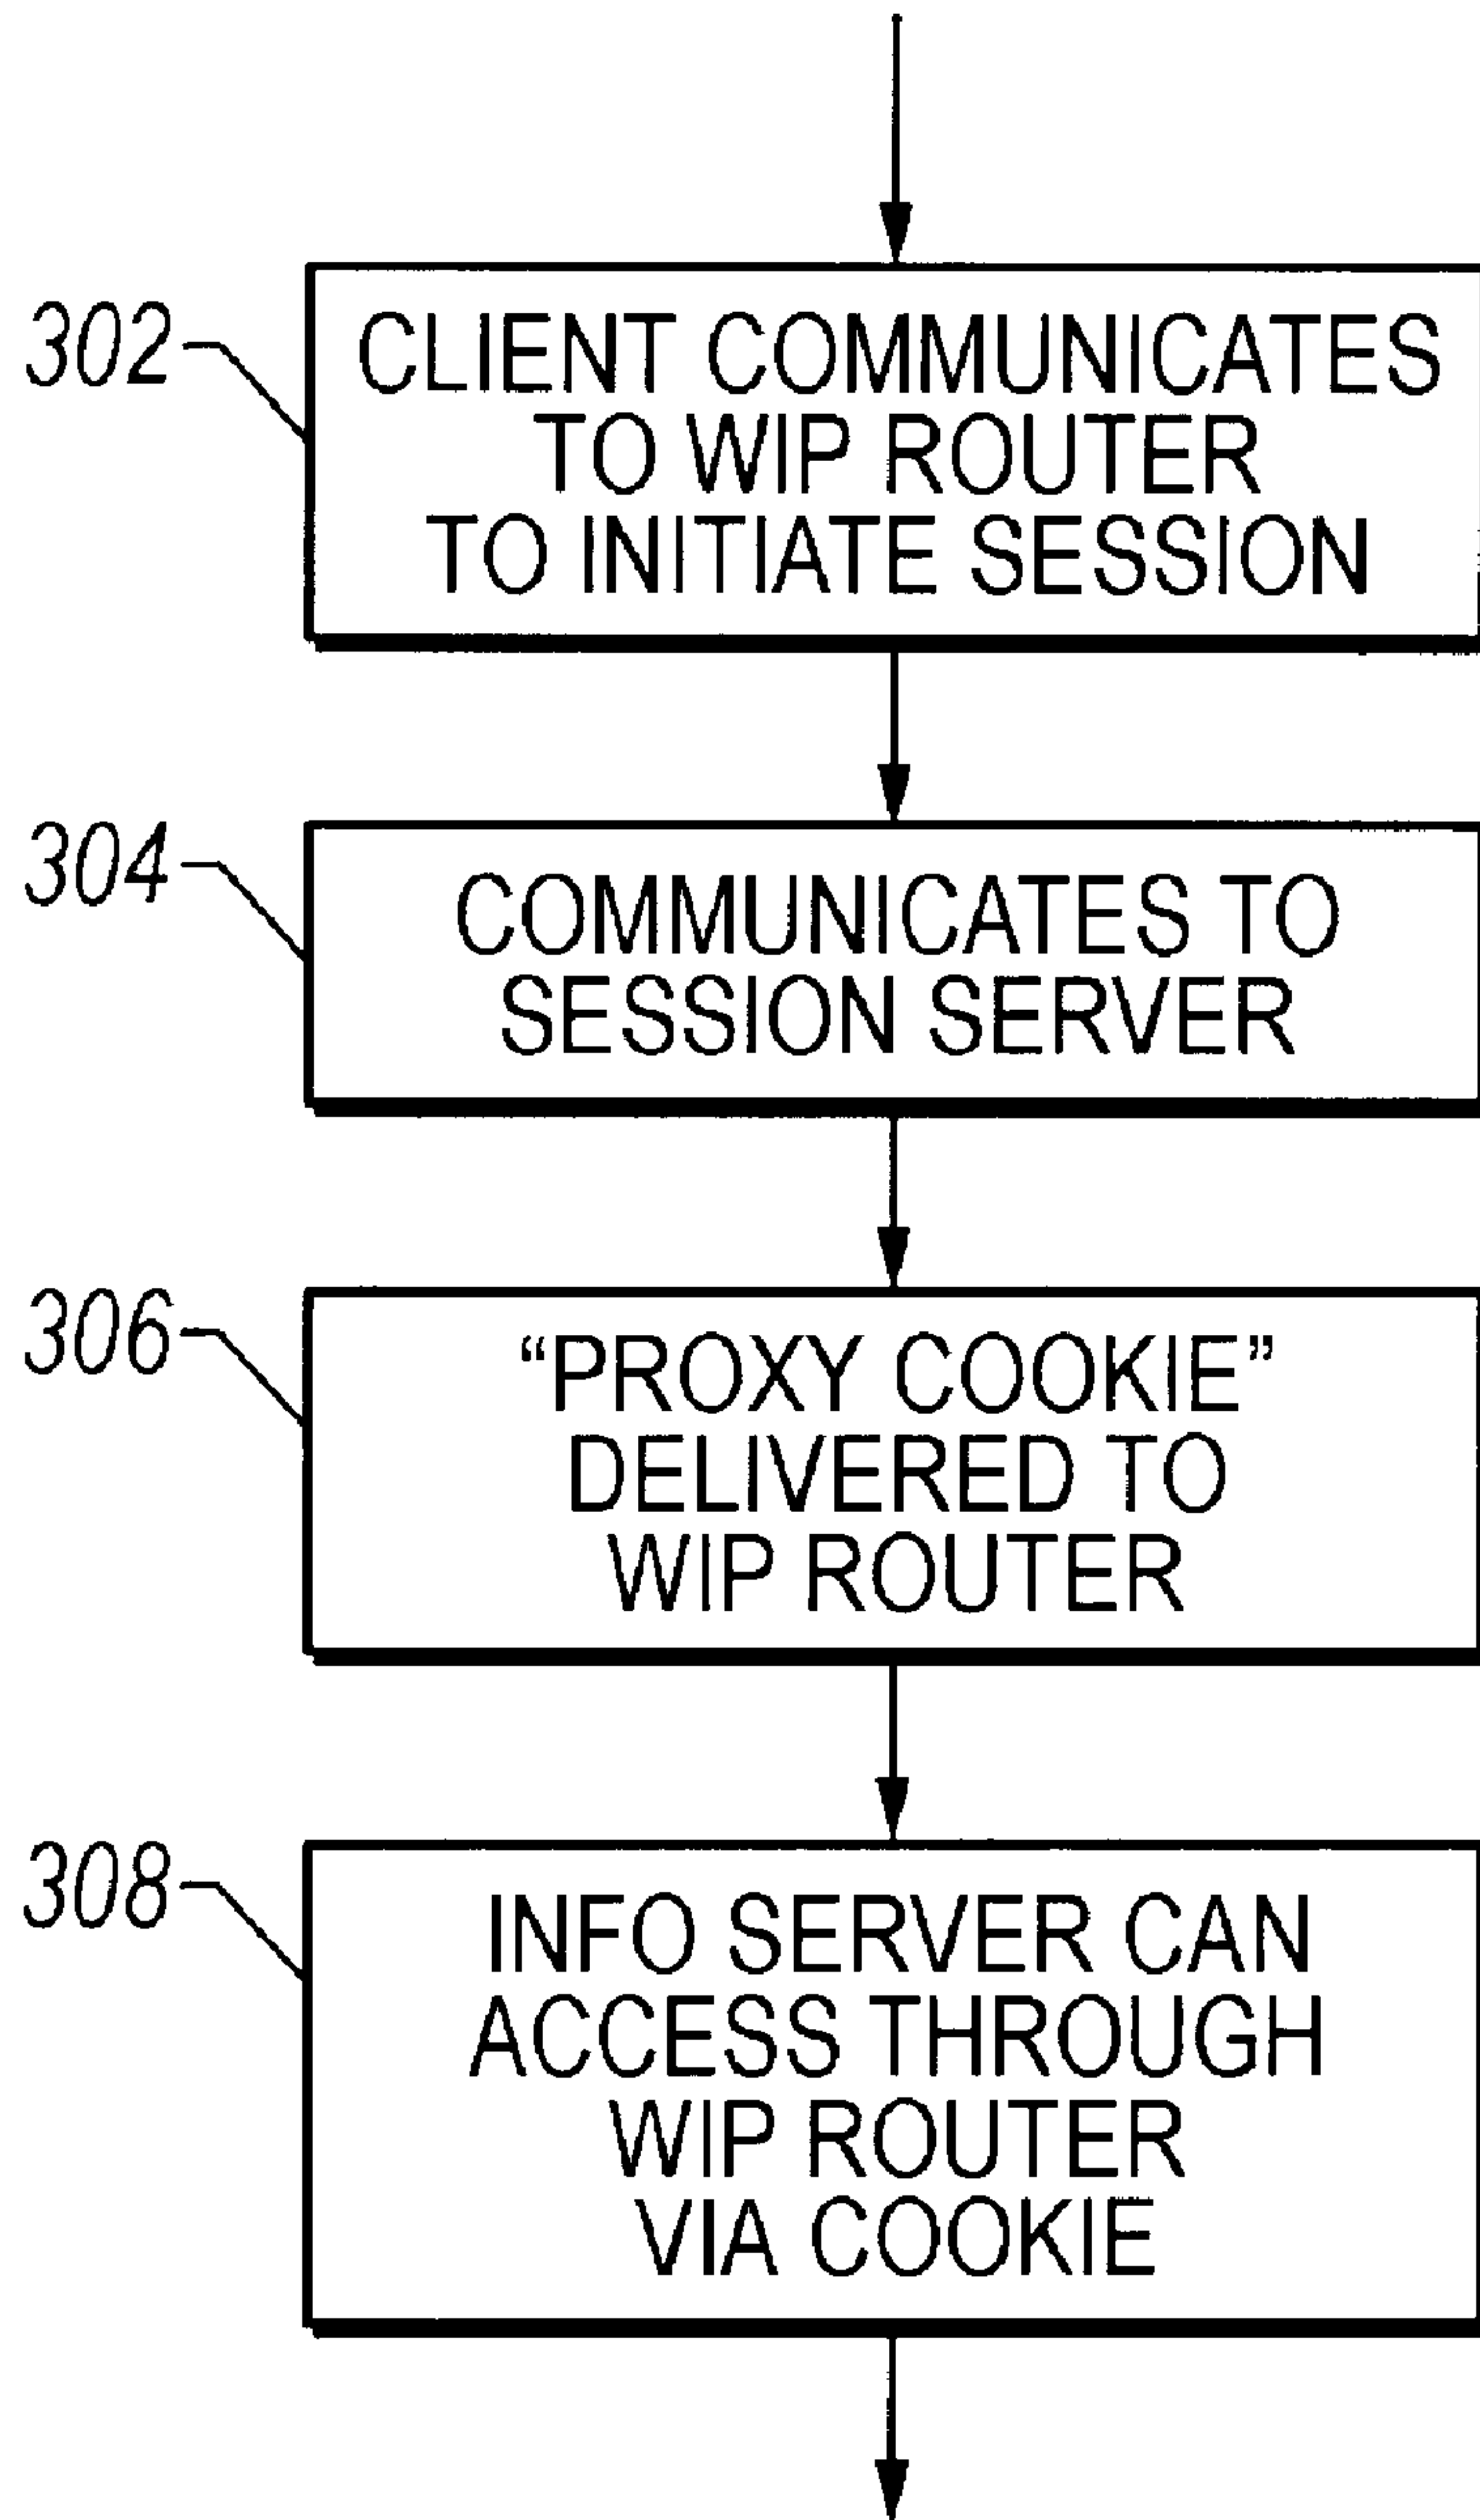 302
CLIENT COMMUNICATES
TO WIP ROUTER
TO INITIATE SESSION
304
COMMUNICATES TO
SESSION SERVER
306
“PROXY COOKIE”
DELIVERED TO
WIP ROUTER
308
INFO SERVER CAN
ACCESS THROUGH
WIP ROUTER
VIA COOKIE